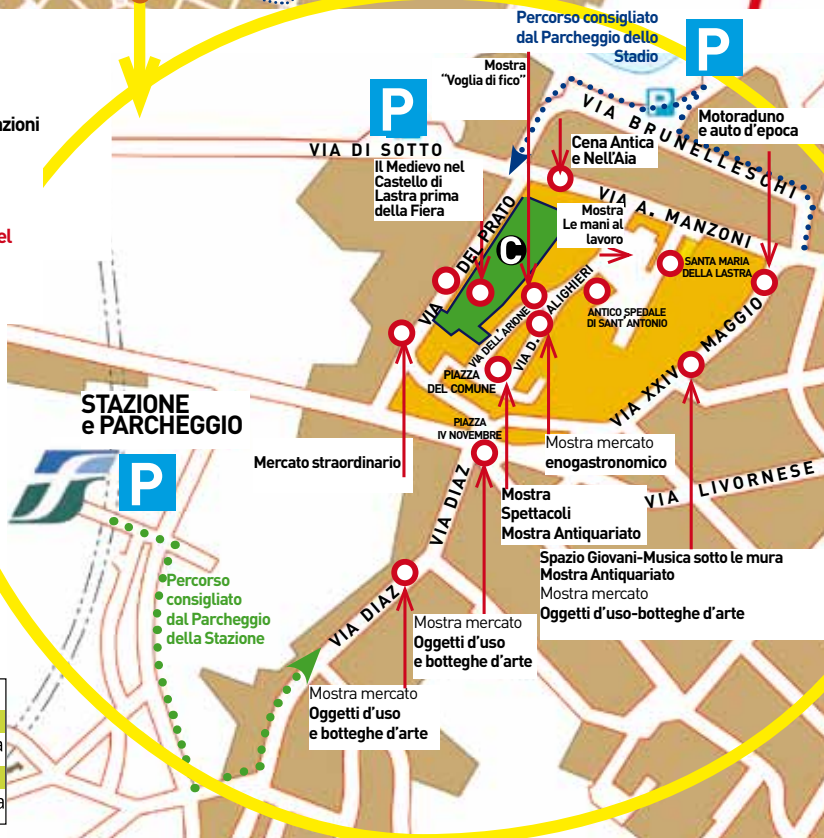 Percorso consigliato
dal Parcheggio dello
Stadio
P
P
P
Mostra
"Voglia di fico"
azioni
VIA DI SOTTO
VIA BRUNELLESCHI
Motoraduno
e auto d'epoca
Cena Antica
e Nell'Aia
Il Medievo nel
Castello di
Lastra prima
della Fiera
VIA A. MANZONI
Mostra
Le mani al
lavoro
VIA DEL PRATO
C
SANTA MARIA
DELLA LASTRA
ANTICO SPEDALE
DI SANT'ANTONIO
VIA DELL'ARIONE
VIA D. ALIGHIERI
VIA XXIV MAGGIO
PIAZZA
DEL COMUNE
el
STAZIONE
e PARCHEGGIO
P
PIAZZA
IV NOVEMBRE
Mercato straordinario
Mostra mercato
enogastronomico
VIA LIVORNESE
VIA DIAZ
Mostra
Spettacoli
Mostra Antiquariato
Spazio Giovani-Musica sotto le mura
Mostra Antiquariato
Mostra mercato
Oggetti d'uso-botteghe d'arte
Percorso
consigliato
dal Parcheggio
della Stazione
VIA DIAZ
Mostra mercato
Oggetti d'uso
e botteghe d'arte
Mostra mercato
Oggetti d'uso
e botteghe d'arte
a
a